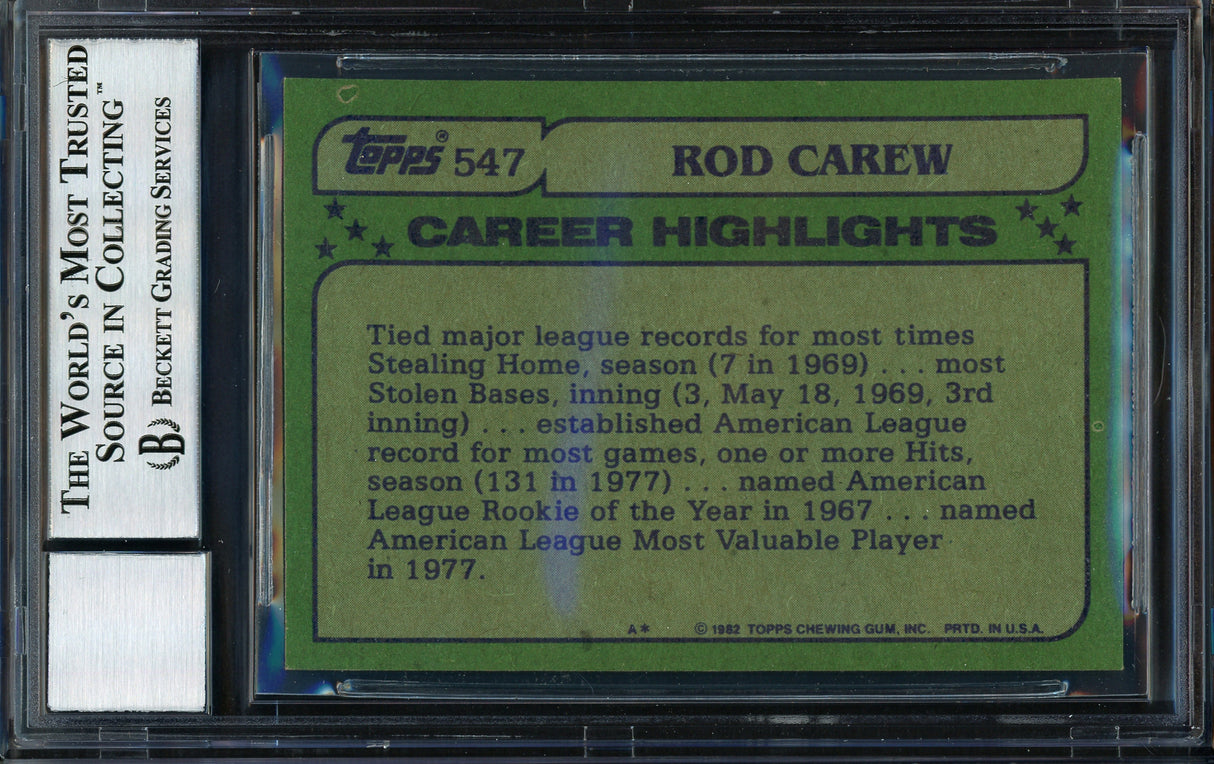 THE WORLD'S MOST TRUSTED
SOURCE IN COLLECTING™
B BECKETT GRADING SERVICES
topps® 547 ROD CAREW
CAREER HIGHLIGHTS
Tied major league records for most times
Stealing Home, season (7 in 1969) . . . most
Stolen Bases, inning (3, May 18, 1969, 3rd
inning) . . . established American League
record for most games, one or more Hits,
season (131 in 1977) . . . named American
League Rookie of the Year in 1967 . . . named
American League Most Valuable Player
in 1977.
A* © 1982 TOPPS CHEWING GUM, INC. PRTD. IN U.S.A.